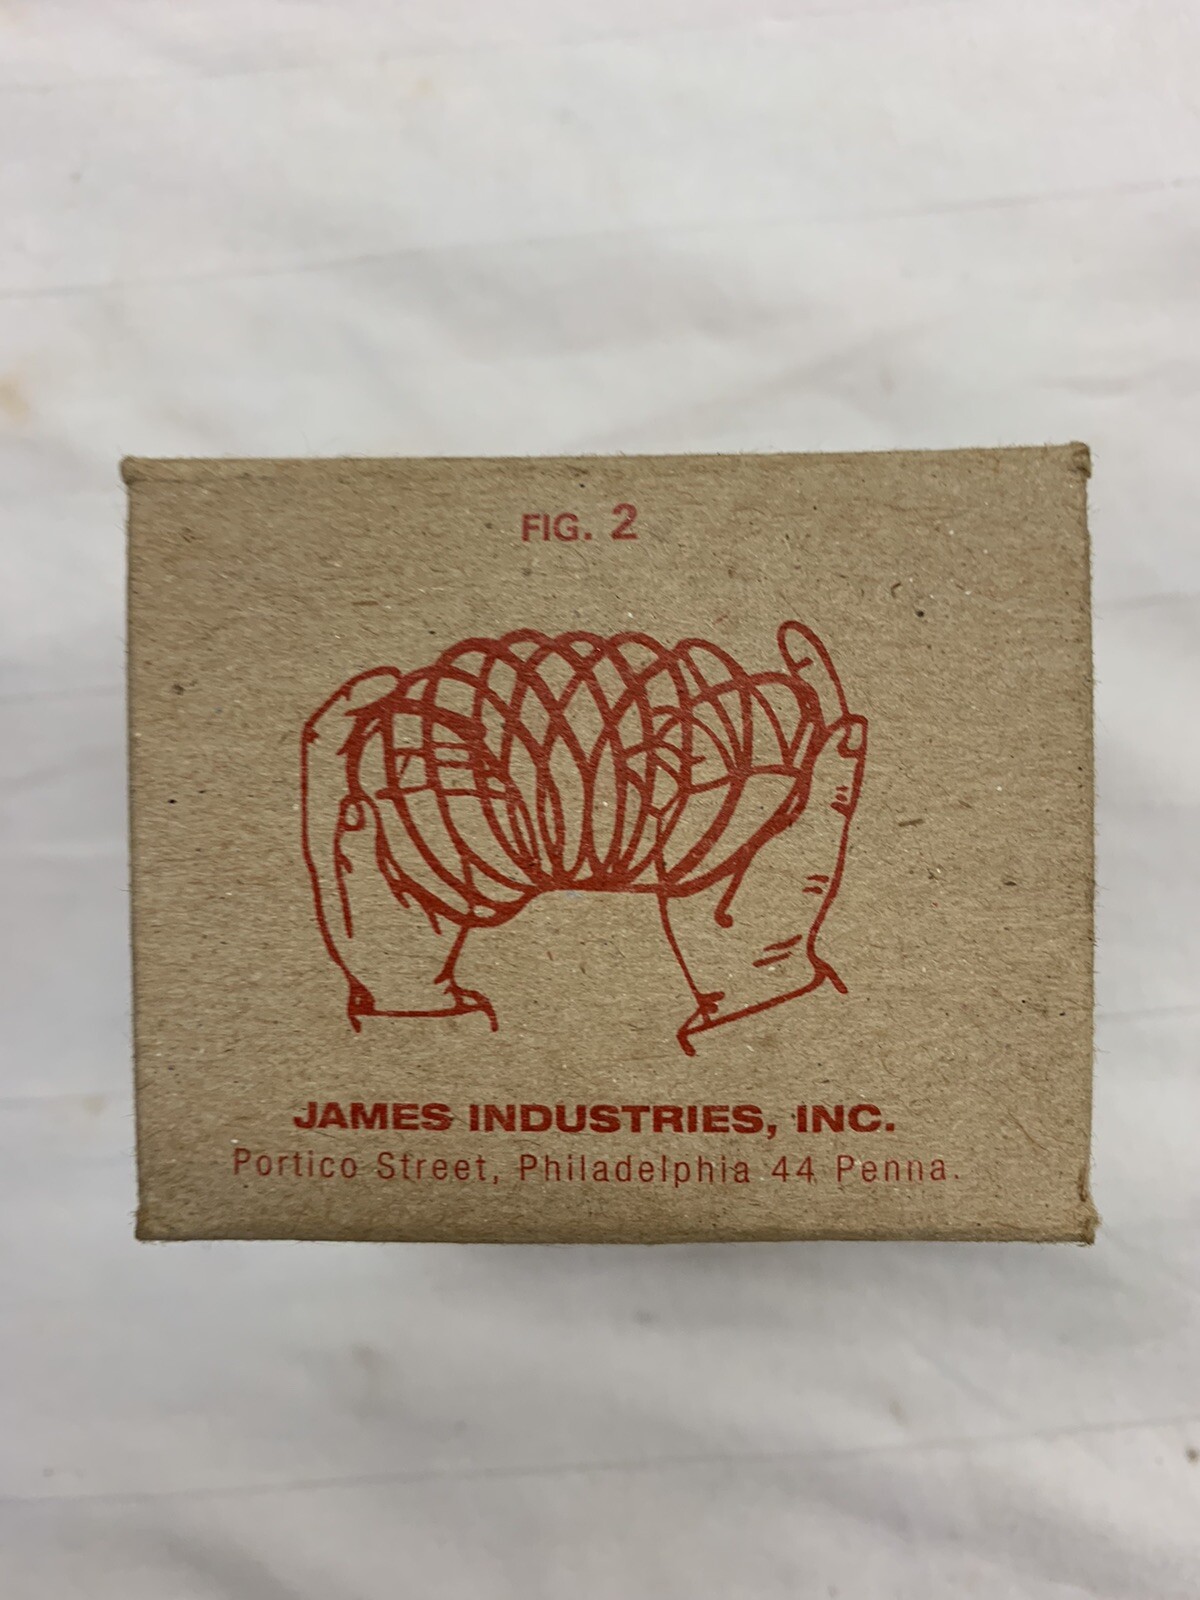 FIG. 2
JAMES INDUSTRIES, INC.
Portico Street, Philadelphia 44 Penna.